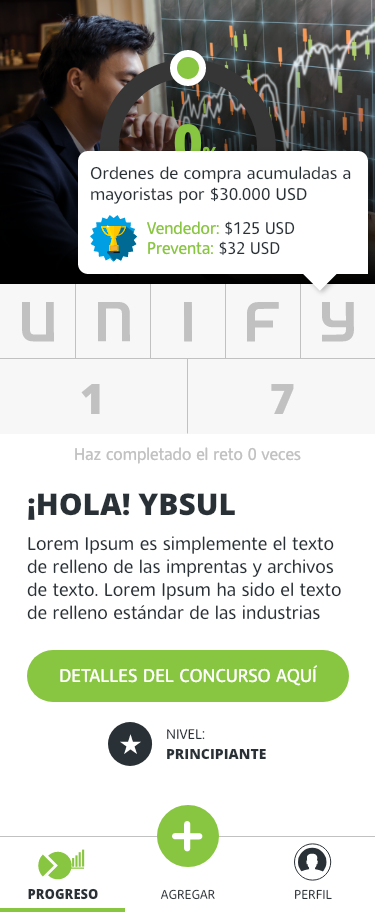 0%
Ordenes de compra acumuladas a
mayoristas por $30.000 USD
Vendedor: $125 USD
Preventa: $32 USD
U N I F Y
1 7
Haz completado el reto 0 veces
¡HOLA! YBSUL
Lorem Ipsum es simplemente el texto
de relleno de las imprentas y archivos
de texto. Lorem Ipsum ha sido el texto
de relleno estándar de las industrias
DETALLES DEL CONCURSO AQUÍ
NIVEL:
PRINCIPIANTE
PROGRESO
AGREGAR
PERFIL